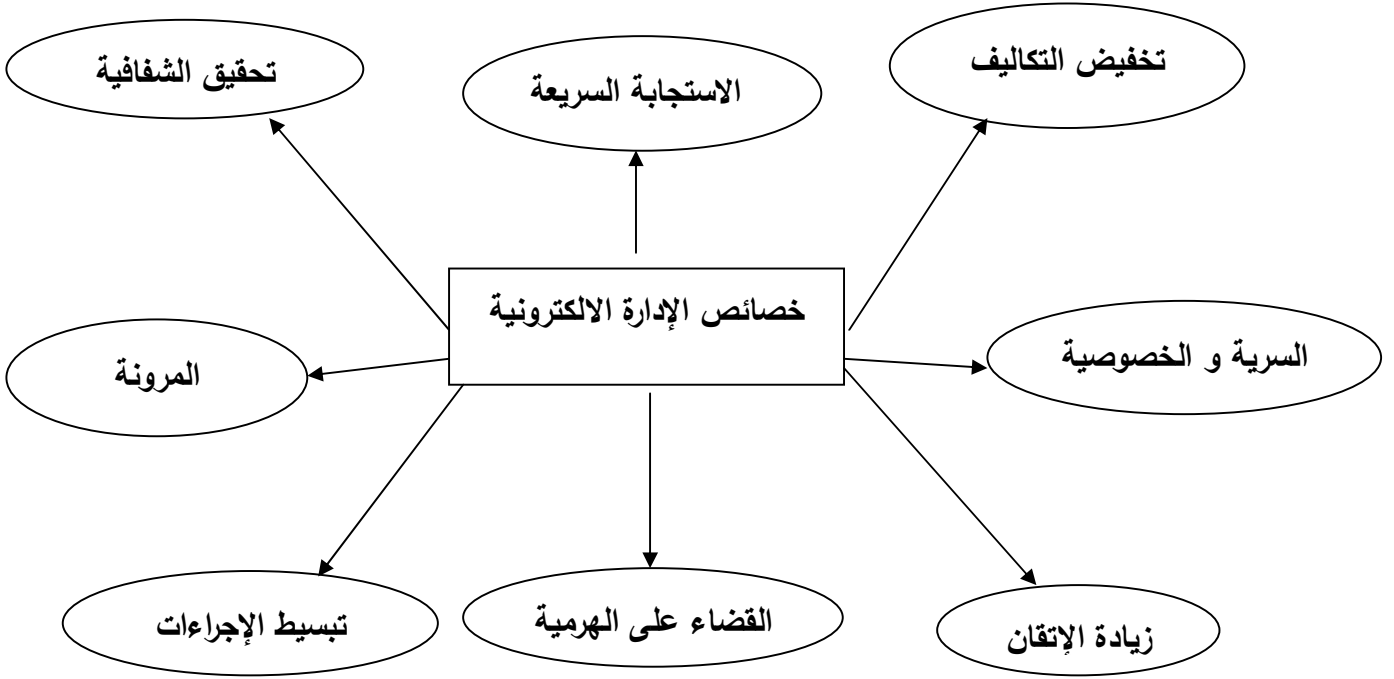 تخفيض التكاليف
الاستجابة السريعة
تحقيق الشفافية
خصائص الإدارة الالكترونية
السرية و الخصوصية
المرونة
زيادة الإتقان
القضاء على الهرمية
تبسيط الإجراءات